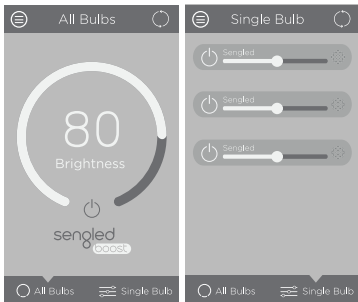 All Bulbs
80
Brightness
sengled
boost
All Bulbs
Single Bulb
Single Bulb
Sengled
Sengled
Sengled
All Bulbs
Single Bulb